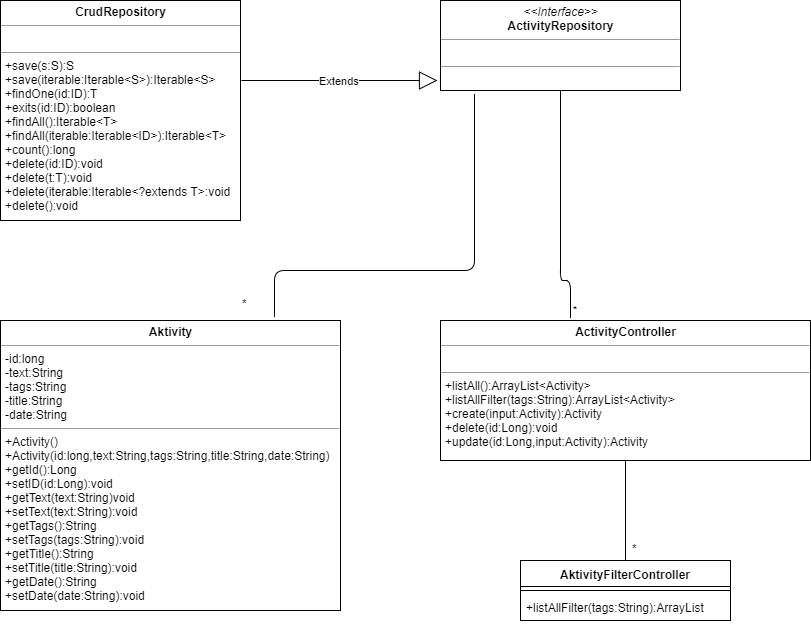 CrudRepository
+save(s:S):S
+save(iterable:Iterable<S>):Iterable<S>
+findOne(id:ID):T
+exits(id:ID):boolean
+findAll():Iterable<T>
+findAll(iterable:Iterable<ID>):Iterable<T>
+count():long
+delete(id:ID):void
+delete(t:T):void
+delete(iterable:Iterable<?extends T>:void
+delete():void
Extends
<<Interface>>
ActivityRepository
*
*
Aktivity
-id:long
-text:String
-tags:String
-title:String
-date:String
+Activity()
+Activity(id:long,text:String,tags:String,title:String,date:String)
+getId():Long
+setID(id:Long):void
+getText(text:String)void
+setText(text:String):void
+getTags():String
+setTags(tags:String):void
+getTitle():String
+setTitle(title:String):void
+getDate():String
+setDate(date:String):void
ActivityController
+listAll():ArrayList<Activity>
+listAllFilter(tags:String):ArrayList<Activity>
+create(input:Activity):Activity
+delete(id:Long):void
+update(id:Long,input:Activity):Activity
*
AktivityFilterController
+listAllFilter(tags:String):ArrayList